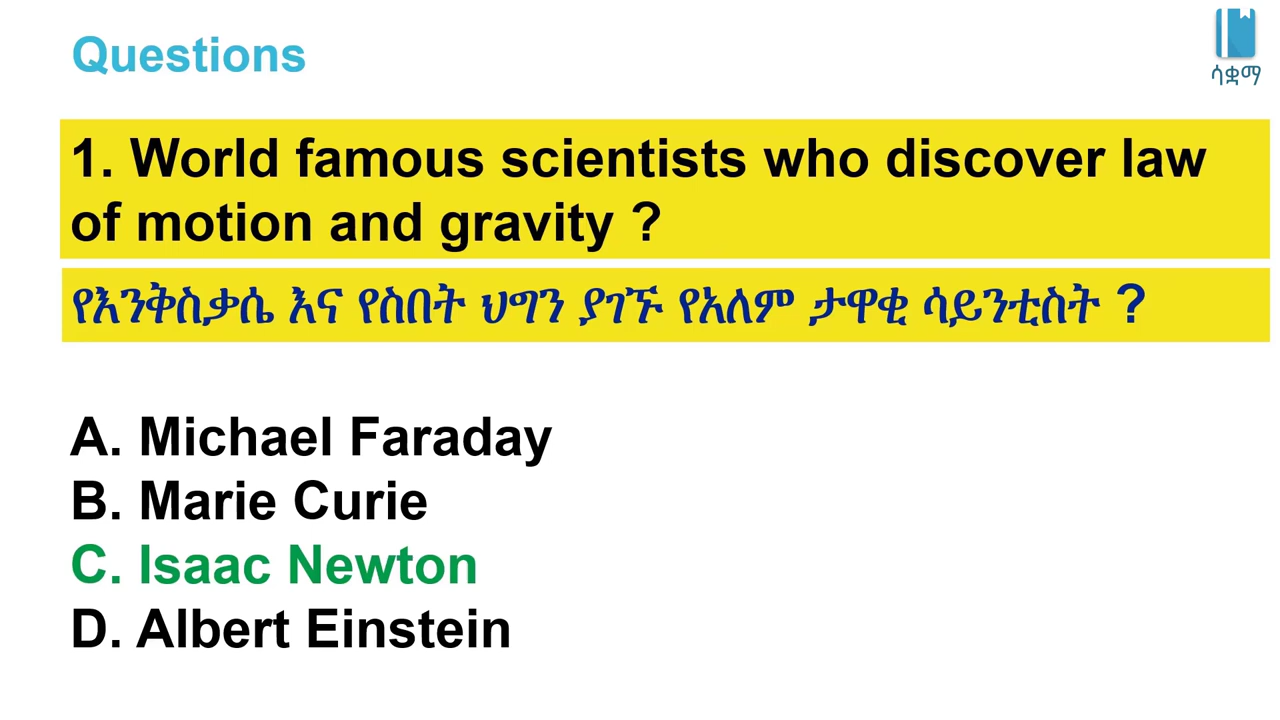 Questions
ሳቋማ
1. World famous scientists who discover law
of motion and gravity ?
የእንቅስቃሴ እና የስበት ህግን ያገኙ የአለም ታዋቂ ሳይንቲስት ?
A. Michael Faraday
B. Marie Curie
C. Isaac Newton
D. Albert Einstein